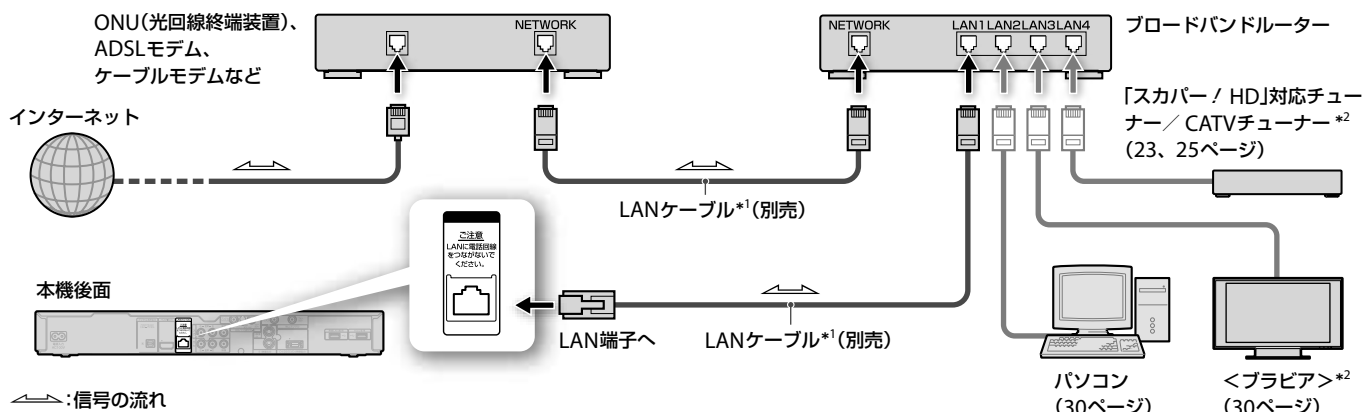 ONU（光回線終端装置）、
ADSLモデム、
ケーブルモデムなど
NETWORK
NETWORK
LAN1 LAN2 LAN3 LAN4
ブロードバンドルーター
インターネット
「スカパー！HD」対応チュー
ナー／CATVチューナー*2
（23、25ページ）
LANケーブル*1（別売）
ご注意
LANに電話回線
をつながないで
ください。
本機後面
LAN端子へ
LANケーブル*1（別売）
パソコン
（30ページ）
＜ブラビア＞*2
（30ページ）
：信号の流れ